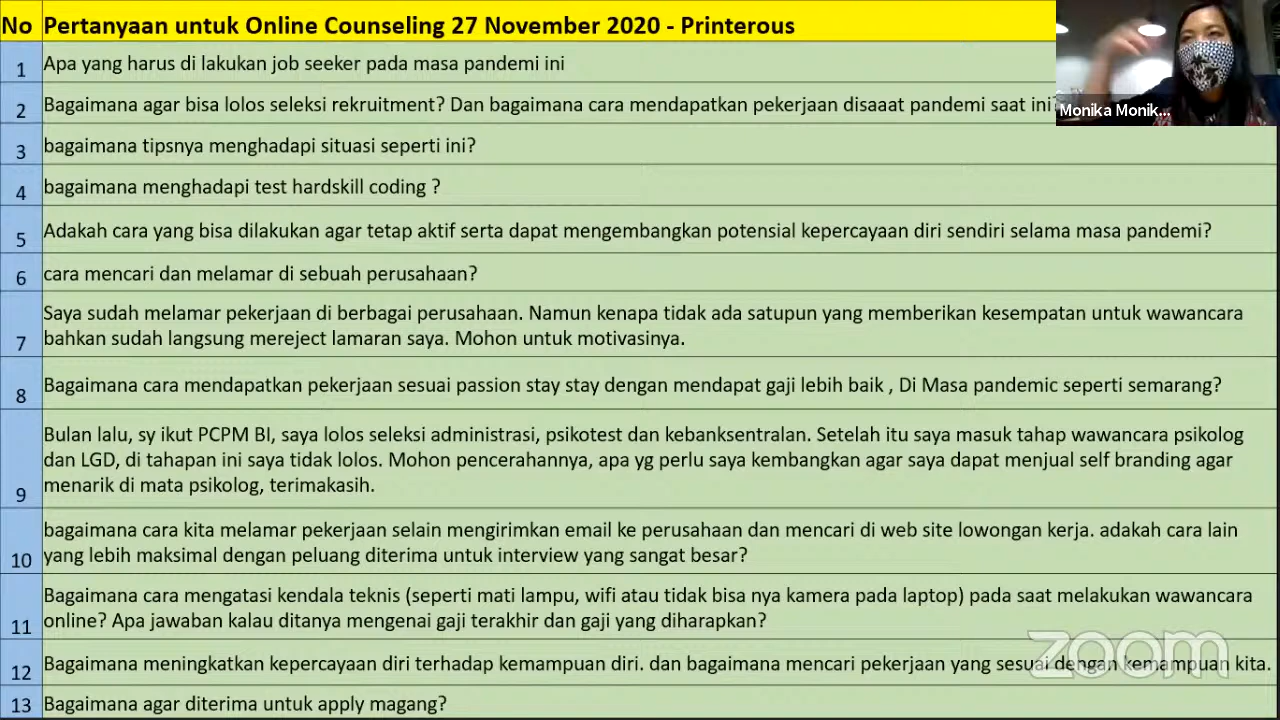 No Pertanyaan untuk Online Counseling 27 November 2020 - Printerous
Monika Monik...
1 Apa yang harus di lakukan job seeker pada masa pandemi ini
2 Bagaimana agar bisa lolos seleksi rekruitment? Dan bagaimana cara mendapatkan pekerjaan disaaat pandemi saat ini?
3 bagaimana tipsnya menghadapi situasi seperti ini?
4 bagaimana menghadapi test hardskill coding ?
5 Adakah cara yang bisa dilakukan agar tetap aktif serta dapat mengembangkan potensial kepercayaan diri sendiri selama masa pandemi?
6 cara mencari dan melamar di sebuah perusahaan?
7 Saya sudah melamar pekerjaan di berbagai perusahaan. Namun kenapa tidak ada satupun yang memberikan kesempatan untuk wawancara
bahkan sudah langsung mereject lamaran saya. Mohon untuk motivasinya.
8 Bagaimana cara mendapatkan pekerjaan sesuai passion stay stay dengan mendapat gaji lebih baik , Di Masa pandemic seperti semarang?
9 Bulan lalu, sy ikut PCPM BI, saya lolos seleksi administrasi, psikotest dan kebanksentralan. Setelah itu saya masuk tahap wawancara psikolog
dan LGD, di tahapan ini saya tidak lolos. Mohon pencerahannya, apa yg perlu saya kembangkan agar saya dapat menjual self branding agar
menarik di mata psikolog, terimakasih.
10 bagaimana cara kita melamar pekerjaan selain mengirimkan email ke perusahaan dan mencari di web site lowongan kerja. adakah cara lain
yang lebih maksimal dengan peluang diterima untuk interview yang sangat besar?
11 Bagaimana cara mengatasi kendala teknis (seperti mati lampu, wifi atau tidak bisa nya kamera pada laptop) pada saat melakukan wawancara
online? Apa jawaban kalau ditanya mengenai gaji terakhir dan gaji yang diharapkan?
12 Bagaimana meningkatkan kepercayaan diri terhadap kemampuan diri. dan bagaimana mencari pekerjaan yang sesuai dengan kemampuan kita.
zoom
13 Bagaimana agar diterima untuk apply magang?